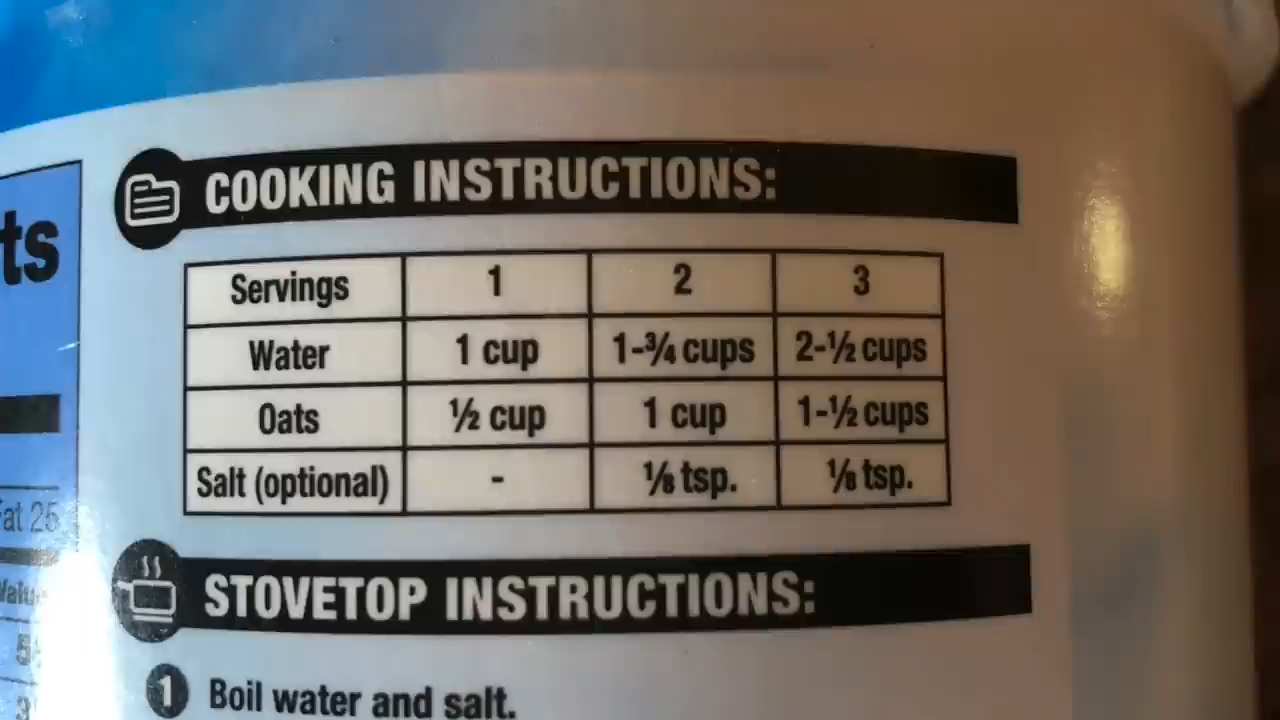 COOKING INSTRUCTIONS:
ts
Servings 1 2 3
Water 1 cup 1-¾ cups 2-½ cups
Oats ½ cup 1 cup 1-½ cups
Salt (optional) - ⅛ tsp. ⅛ tsp.
Fat 25
STOVETOP INSTRUCTIONS:
1 Boil water and salt.